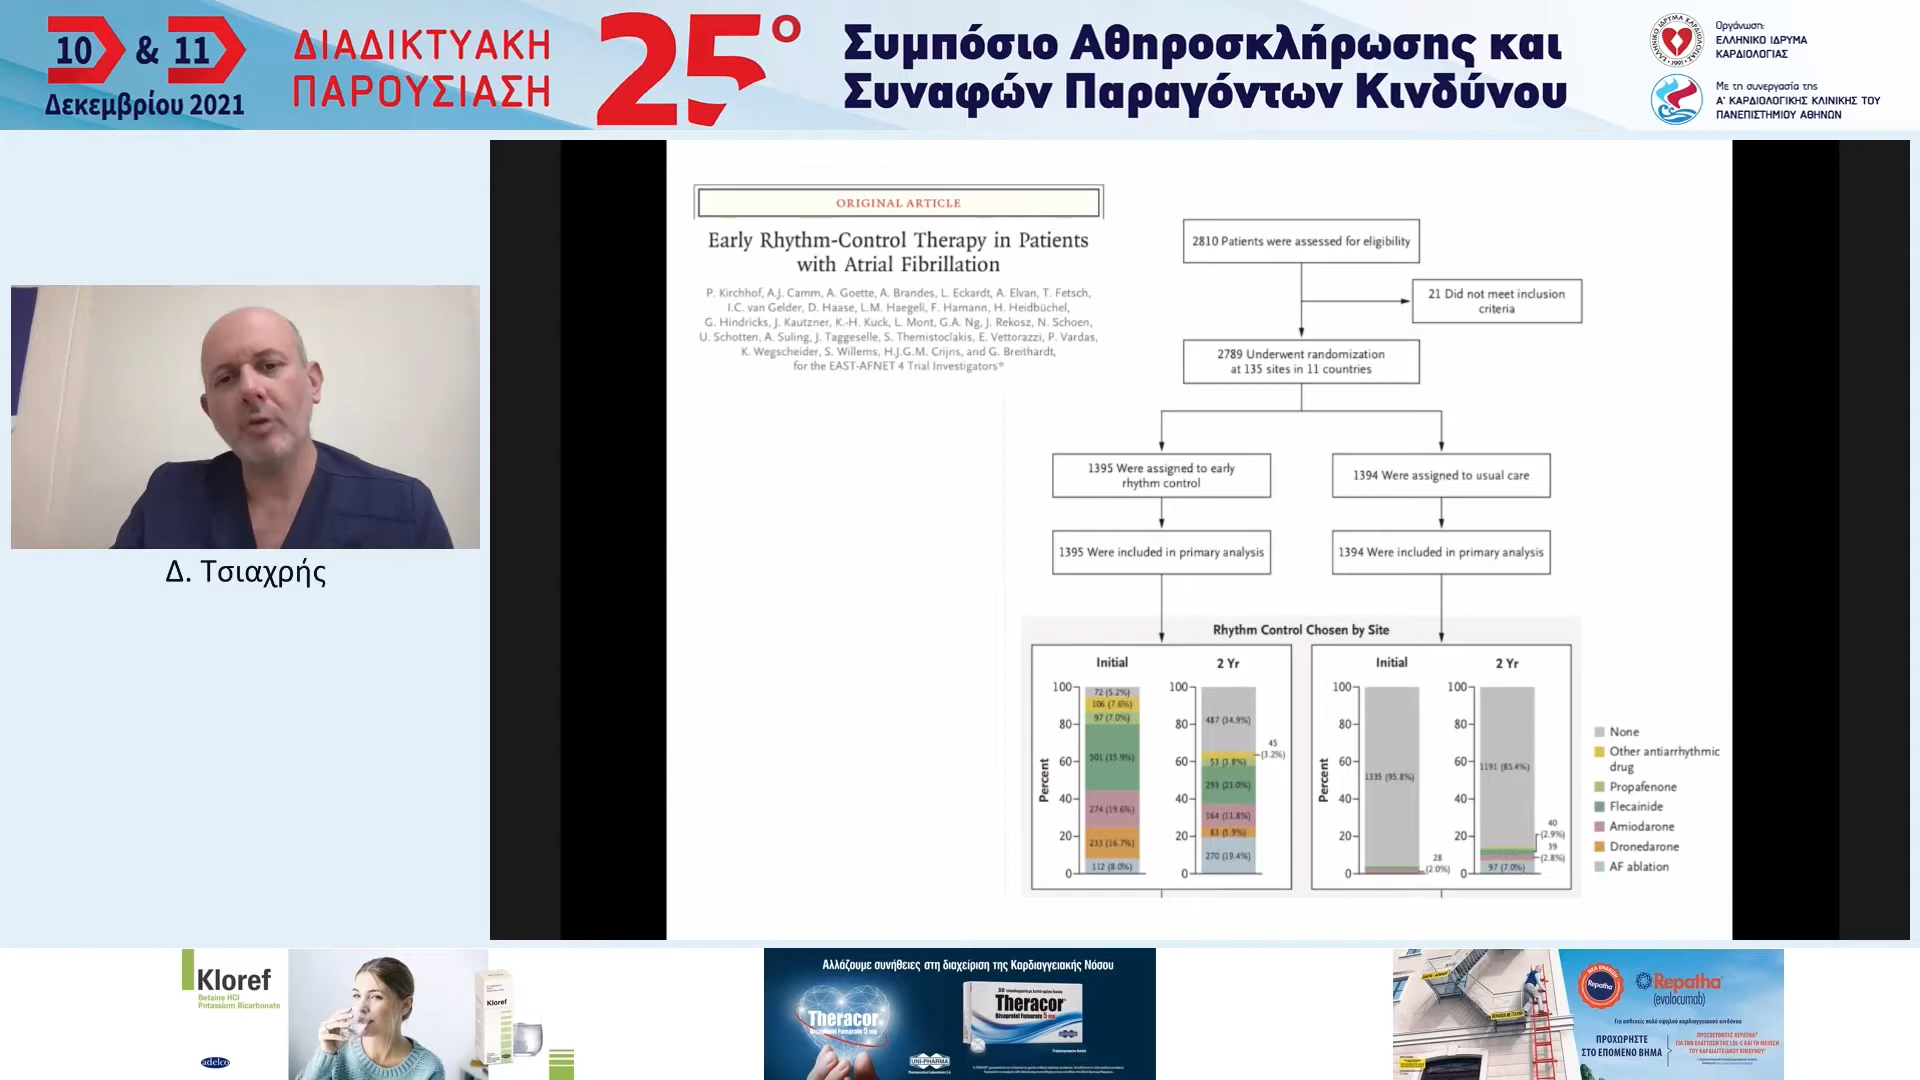 10 & 11
Δεκεμβρίου 2021
ΔΙΑΔΙΚΤΥΑΚΗ
ΠΑΡΟΥΣΙΑΣΗ
25ο
Συμπόσιο Αθηροσκλήρωσης και
Συναφών Παραγόντων Κινδύνου
Οργάνωση:
ΕΛΛΗΝΙΚΟ ΙΔΡΥΜΑ
ΚΑΡΔΙΟΛΟΓΙΑΣ
Με τη συνεργασία της
Α' ΚΑΡΔΙΟΛΟΓΙΚΗΣ ΚΛΙΝΙΚΗΣ ΤΟΥ
ΠΑΝΕΠΙΣΤΗΜΙΟΥ ΑΘΗΝΩΝ
Δ. Τσιαχρής
ORIGINAL ARTICLE
Early Rhythm-Control Therapy in Patients
with Atrial Fibrillation
P. Kirchhof, A.J. Camm, A. Goette, A. Brandes, L. Eckardt, A. Elvan, T. Fetsch,
I.C. van Gelder, D. Haase, L.M. Haegeli, F. Hamann, H. Heidbüchel,
G. Hindricks, J. Kautzner, K.-H. Kuck, L. Mont, G.A. Ng, J. Rekosz, N. Schoen,
U. Schotten, A. Suling, J. Taggeselle, S. Themistoclakis, E. Vettorazzi, P. Vardas,
K. Wegscheider, S. Willems, H.J.G.M. Crijns, and G. Breithardt,
for the EAST-AFNET 4 Trial Investigators*
2810 Patients were assessed for eligibility
21 Did not meet inclusion
criteria
2789 Underwent randomization
at 135 sites in 11 countries
1395 Were assigned to early
rhythm control
1394 Were assigned to usual care
1395 Were included in primary analysis
1394 Were included in primary analysis
Rhythm Control Chosen by Site
Initial
2 Yr
Percent
100
80
60
40
20
0
72 (5.2%)
106 (7.6%)
97 (7.0%)
501 (35.9%)
274 (19.6%)
233 (16.7%)
112 (8.0%)
100
80
60
40
20
0
487 (34.9%)
45
(3.2%)
53 (3.8%)
293 (21.0%)
164 (11.8%)
83 (5.9%)
270 (19.4%)
Initial
2 Yr
Percent
100
80
60
40
20
0
1335 (95.8%)
28
(2.0%)
100
80
60
40
20
0
1191 (85.4%)
40
(2.9%)
39
(2.8%)
97 (7.0%)
None
Other antiarrhythmic
drug
Propafenone
Flecainide
Amiodarone
Dronedarone
AF ablation
Kloref
Betaine HCl
Potassium Bicarbonate
adelco
Kloref
Αλλάζουμε συνήθειες στη διαχείριση της Καρδιαγγειακής Νόσου
Theracor
Bisoprolol Fumarate 5 mg
Theracor 5 mg
Bisoprolol Fumarate
UNI-PHARMA
Repatha
Repatha
(evolocumab)
Για ασθενείς πολύ υψηλού καρδιαγγειακού κινδύνου
ΠΡΟΧΩΡΗΣΤΕ
ΣΤΟ ΕΠΟΜΕΝΟ ΒΗΜΑ
ΠΡΟΣΘΕΤΟΝΤΑΣ REPATHA
ΓΙΑ ΤΗΝ ΕΛΑΤΤΩΣΗ ΤΗΣ LDL-C ΚΑΙ ΤΗ ΜΕΙΩΣΗ
ΤΟΥ ΚΑΡΔΙΑΓΓΕΙΑΚΟΥ ΚΙΝΔΥΝΟΥ